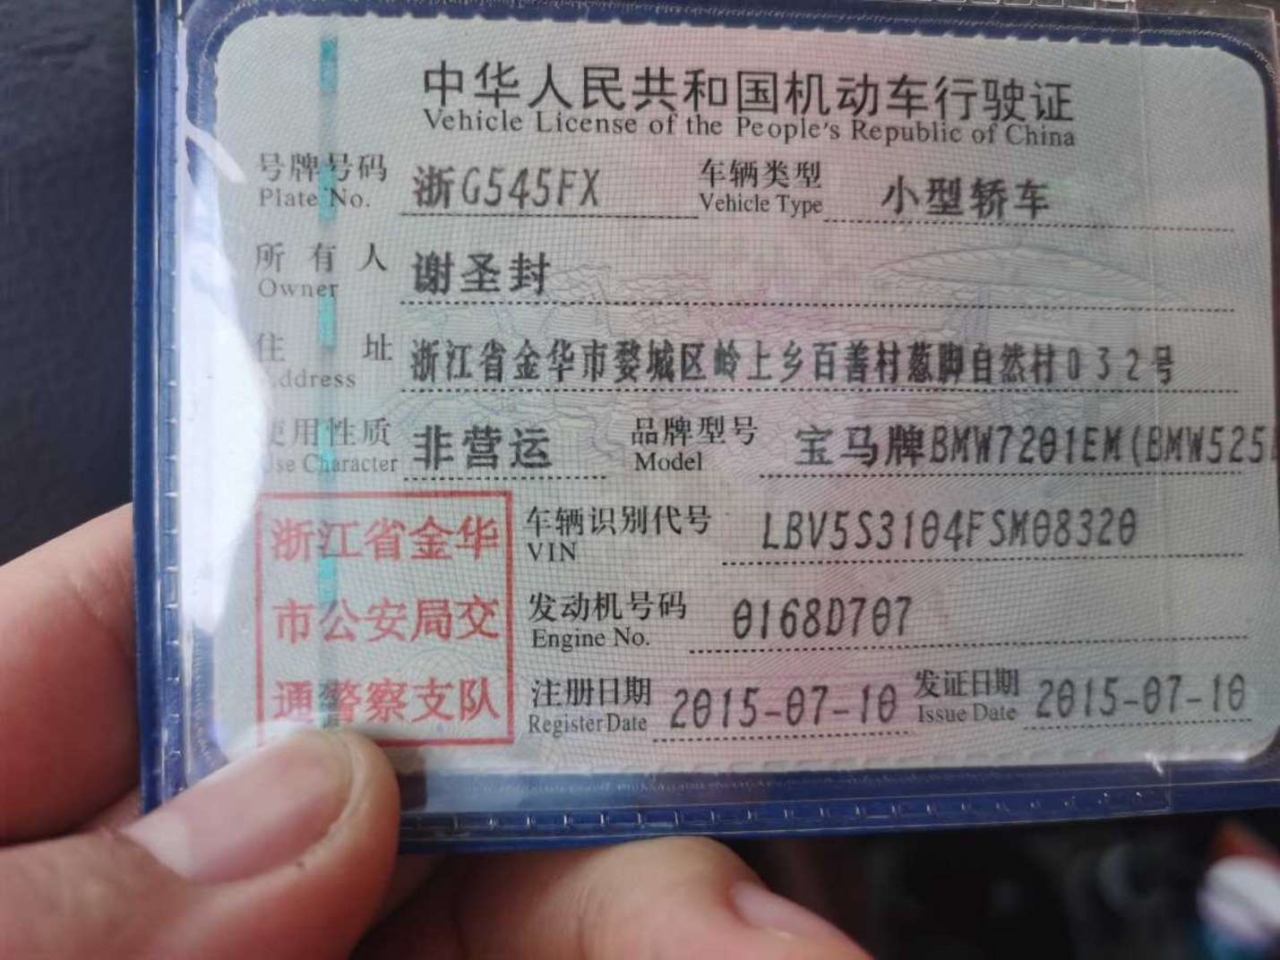 中华人民共和国机动车行驶证
Vehicle License of the People's Republic of China
号牌号码 浙G545FX 车辆类型 小型轿车
Plate No. Vehicle Type
所有人 谢圣封
Owner
住址 浙江省金华市婺城区岭上乡百善村葱脚自然村032号
Address
使用性质 非营运 品牌型号 宝马牌BMW7201EM(BMW525
Use Character Model
浙江省金华
市公安局交
通警察支队
车辆识别代号 LBV5S3104FSM08320
VIN
发动机号码 0168D707
Engine No.
注册日期 2015-07-10 发证日期 2015-07-10
Register Date Issue Date